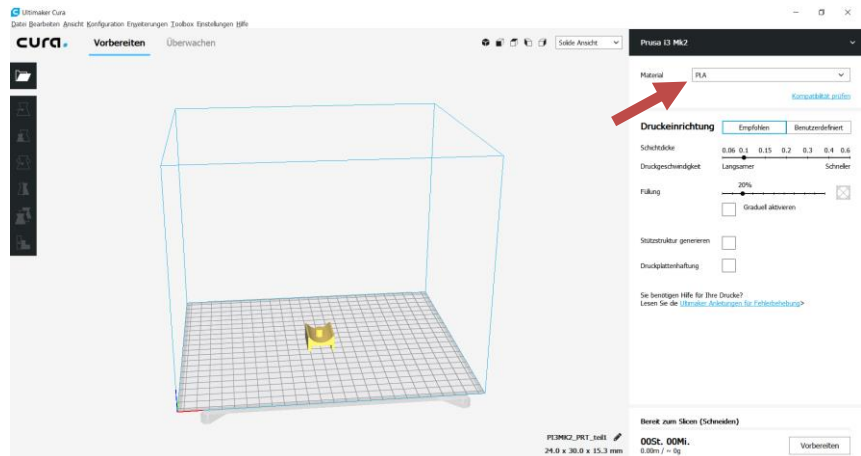 Ultimaker Cura
Datei Bearbeiten Ansicht Konfiguration Erweiterungen Toolbox Einstellungen Hilfe
cura. Vorbereiten Überwachen Solide Ansicht
Prusa i3 Mk2
Material PLA
Kompatibilität prüfen
Druckeinrichtung Empfohlen Benutzerdefiniert
Schichtdicke 0.06 0.1 0.15 0.2 0.3 0.4 0.6
Druckgeschwindigkeit Langsamer Schneller
Füllung 20%
Graduell aktivieren
Stützstruktur generieren
Druckplattenhaftung
Sie benötigen Hilfe für Ihre Drucke?
Lesen Sie die Ultimaker Anleitungen für Fehlerbehebung>
Bereit zum Slicen (Schneiden)
PI3MK2_PRT_teil1
24.0 x 30.0 x 15.3 mm
00St. 00Mi.
0.00m / ~ 0g
Vorbereiten